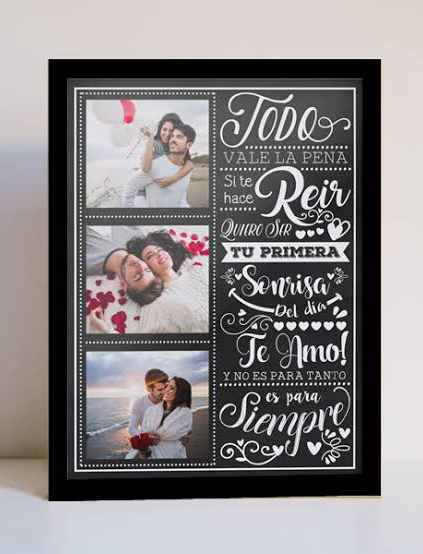 TODO
VALE LA PENA
Si te
hace
Reir
QUIERO SER
TU PRIMERA
Sonrisa
Del día
Te Amo!
Y NO ES PARA TANTO
es para
Siempre